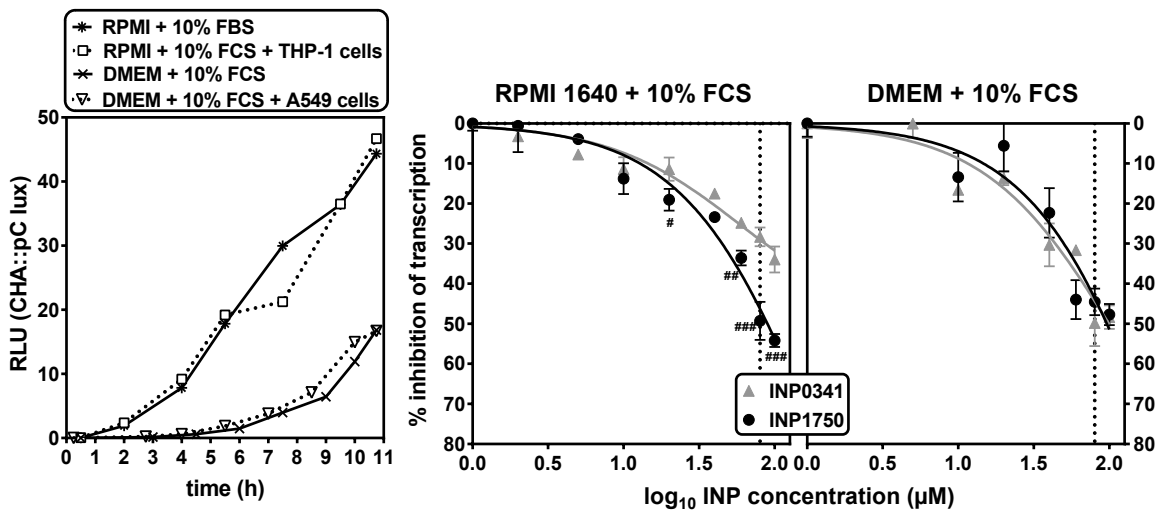 RPMI + 10% FBS
RPMI + 10% FCS + THP-1 cells
DMEM + 10% FCS
DMEM + 10% FCS + A549 cells
50
40
30
20
10
0
RLU (CHA::pC lux)
0 1 2 3 4 5 6 7 8 9 10 11
time (h)
RPMI 1640 + 10% FCS
DMEM + 10% FCS
0
10
20
30
40
50
60
70
80
% inhibition of transcription
#
##
###
###
INP0341
INP1750
0
10
20
30
40
50
60
70
80
0.0 0.5 1.0 1.5 2.0
0.0 0.5 1.0 1.5 2.0
log₁₀ INP concentration (µM)